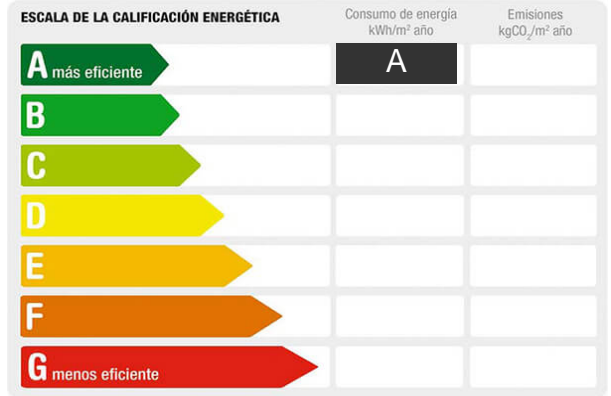 ESCALA DE LA CALIFICACIÓN ENERGÉTICA
Consumo de energía
kWh/m² año
Emisiones
kgCO₂/m² año
A más eficiente
A
B
C
D
E
F
G menos eficiente